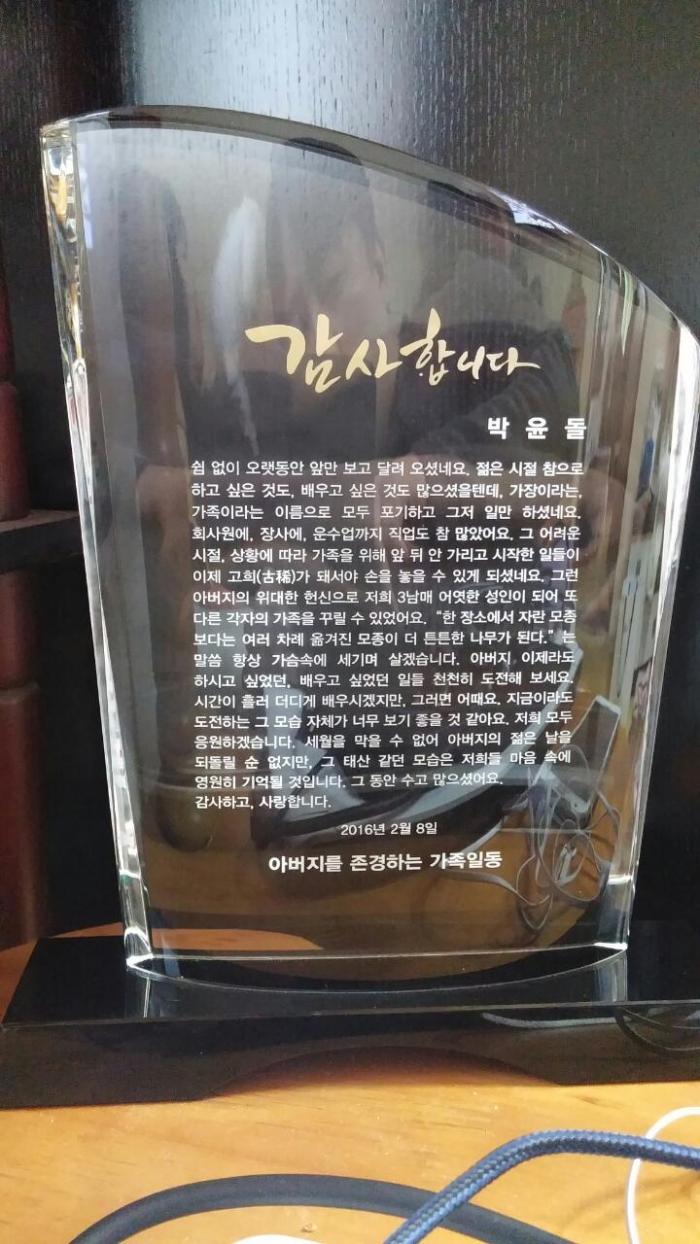 감사합니다
박윤돌
쉼 없이 오랫동안 앞만 보고 달려 오셨네요. 젊은 시절 참으로
하고 싶은 것도, 배우고 싶은 것도 많으셨을텐데, 가장이라는,
가족이라는 이름으로 모두 포기하고 그저 일만 하셨네요.
회사원에, 장사에, 운수업까지 직업도 참 많았어요. 그 어려운
시절, 상황에 따라 가족을 위해 앞 뒤 안 가리고 시작한 일들이
이제 고희(古稀)가 돼서야 손을 놓을 수 있게 되셨네요. 그런
아버지의 위대한 헌신으로 저희 3남매 어엿한 성인이 되어 또
다른 각자의 가족을 꾸릴 수 있었어요. "한 장소에서 자란 모종
보다는 여러 차례 옮겨진 모종이 더 튼튼한 나무가 된다." 는
말씀 항상 가슴속에 세기며 살겠습니다. 아버지, 이제라도
하시고 싶었던, 배우고 싶었던 일들 천천히 도전해 보세요.
시간이 흘러 더디게 배우시겠지만, 그러면 어때요. 지금이라도
도전하는 그 모습 자체가 너무 보기 좋을 것 같아요. 저희 모두
응원하겠습니다. 세월을 막을 수 없어 아버지의 젊은 날을
되돌릴 순 없지만, 그 태산 같던 모습은 저희들 마음 속에
영원히 기억될 것입니다. 그 동안 수고 많으셨어요.
감사하고, 사랑합니다.
2016년 2월 8일
아버지를 존경하는 가족일동